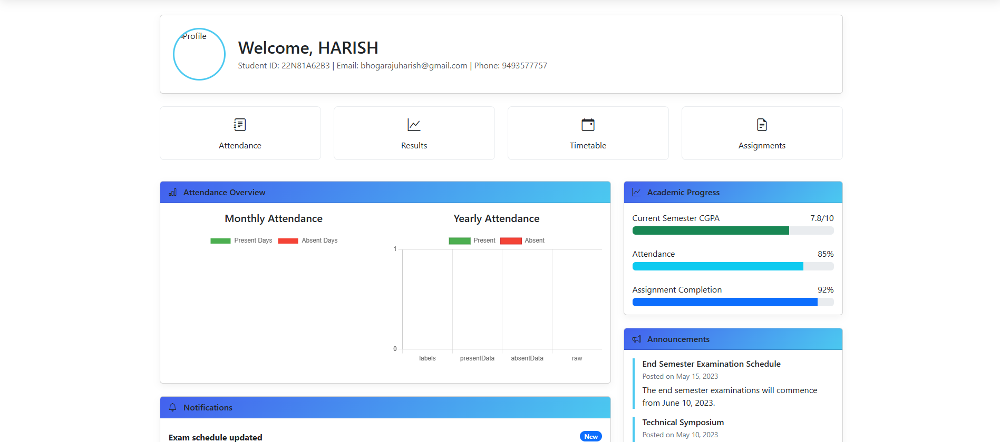 Profile
Welcome, HARISH
Student ID: 22N81A62B3 | Email: bhogarajuharish@gmail.com | Phone: 9493577757
Attendance
Results
Timetable
Assignments
Attendance Overview
Monthly Attendance
Present Days
Absent Days
Yearly Attendance
Present
Absent
1
0
labels
presentData
absentData
raw
Academic Progress
Current Semester CGPA 7.8/10
Attendance 85%
Assignment Completion 92%
Announcements
End Semester Examination Schedule
Posted on May 15, 2023
The end semester examinations will commence
from June 10, 2023.
Technical Symposium
Posted on May 10, 2023
Notifications
Exam schedule updated New